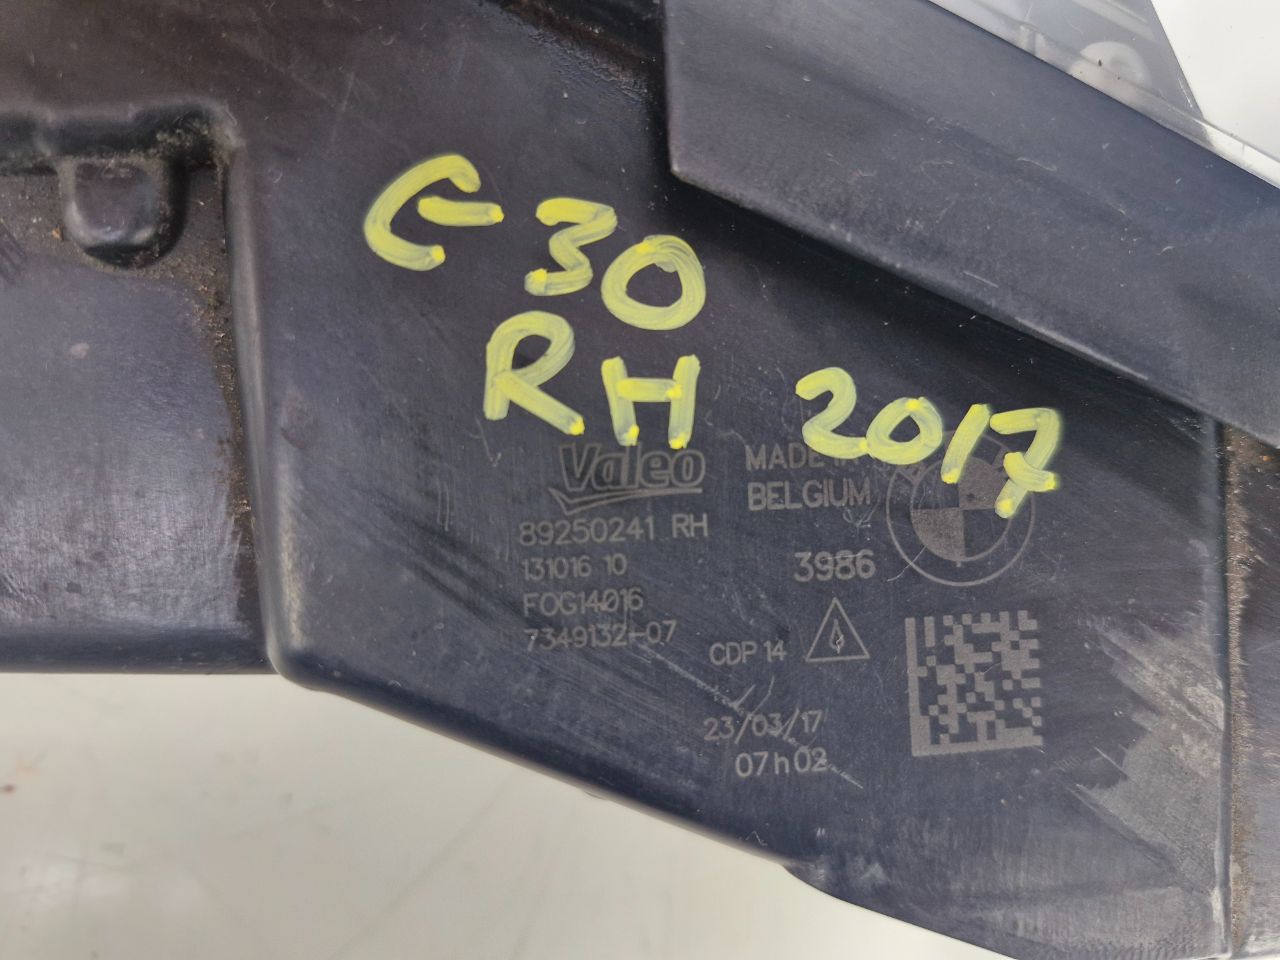 G30
RH 2017
Valeo
MADE IN
BELGIUM
89250241 RH
131016 10
3986
FOG14016
7349132-07
CDP 14
23/03/17
07h02